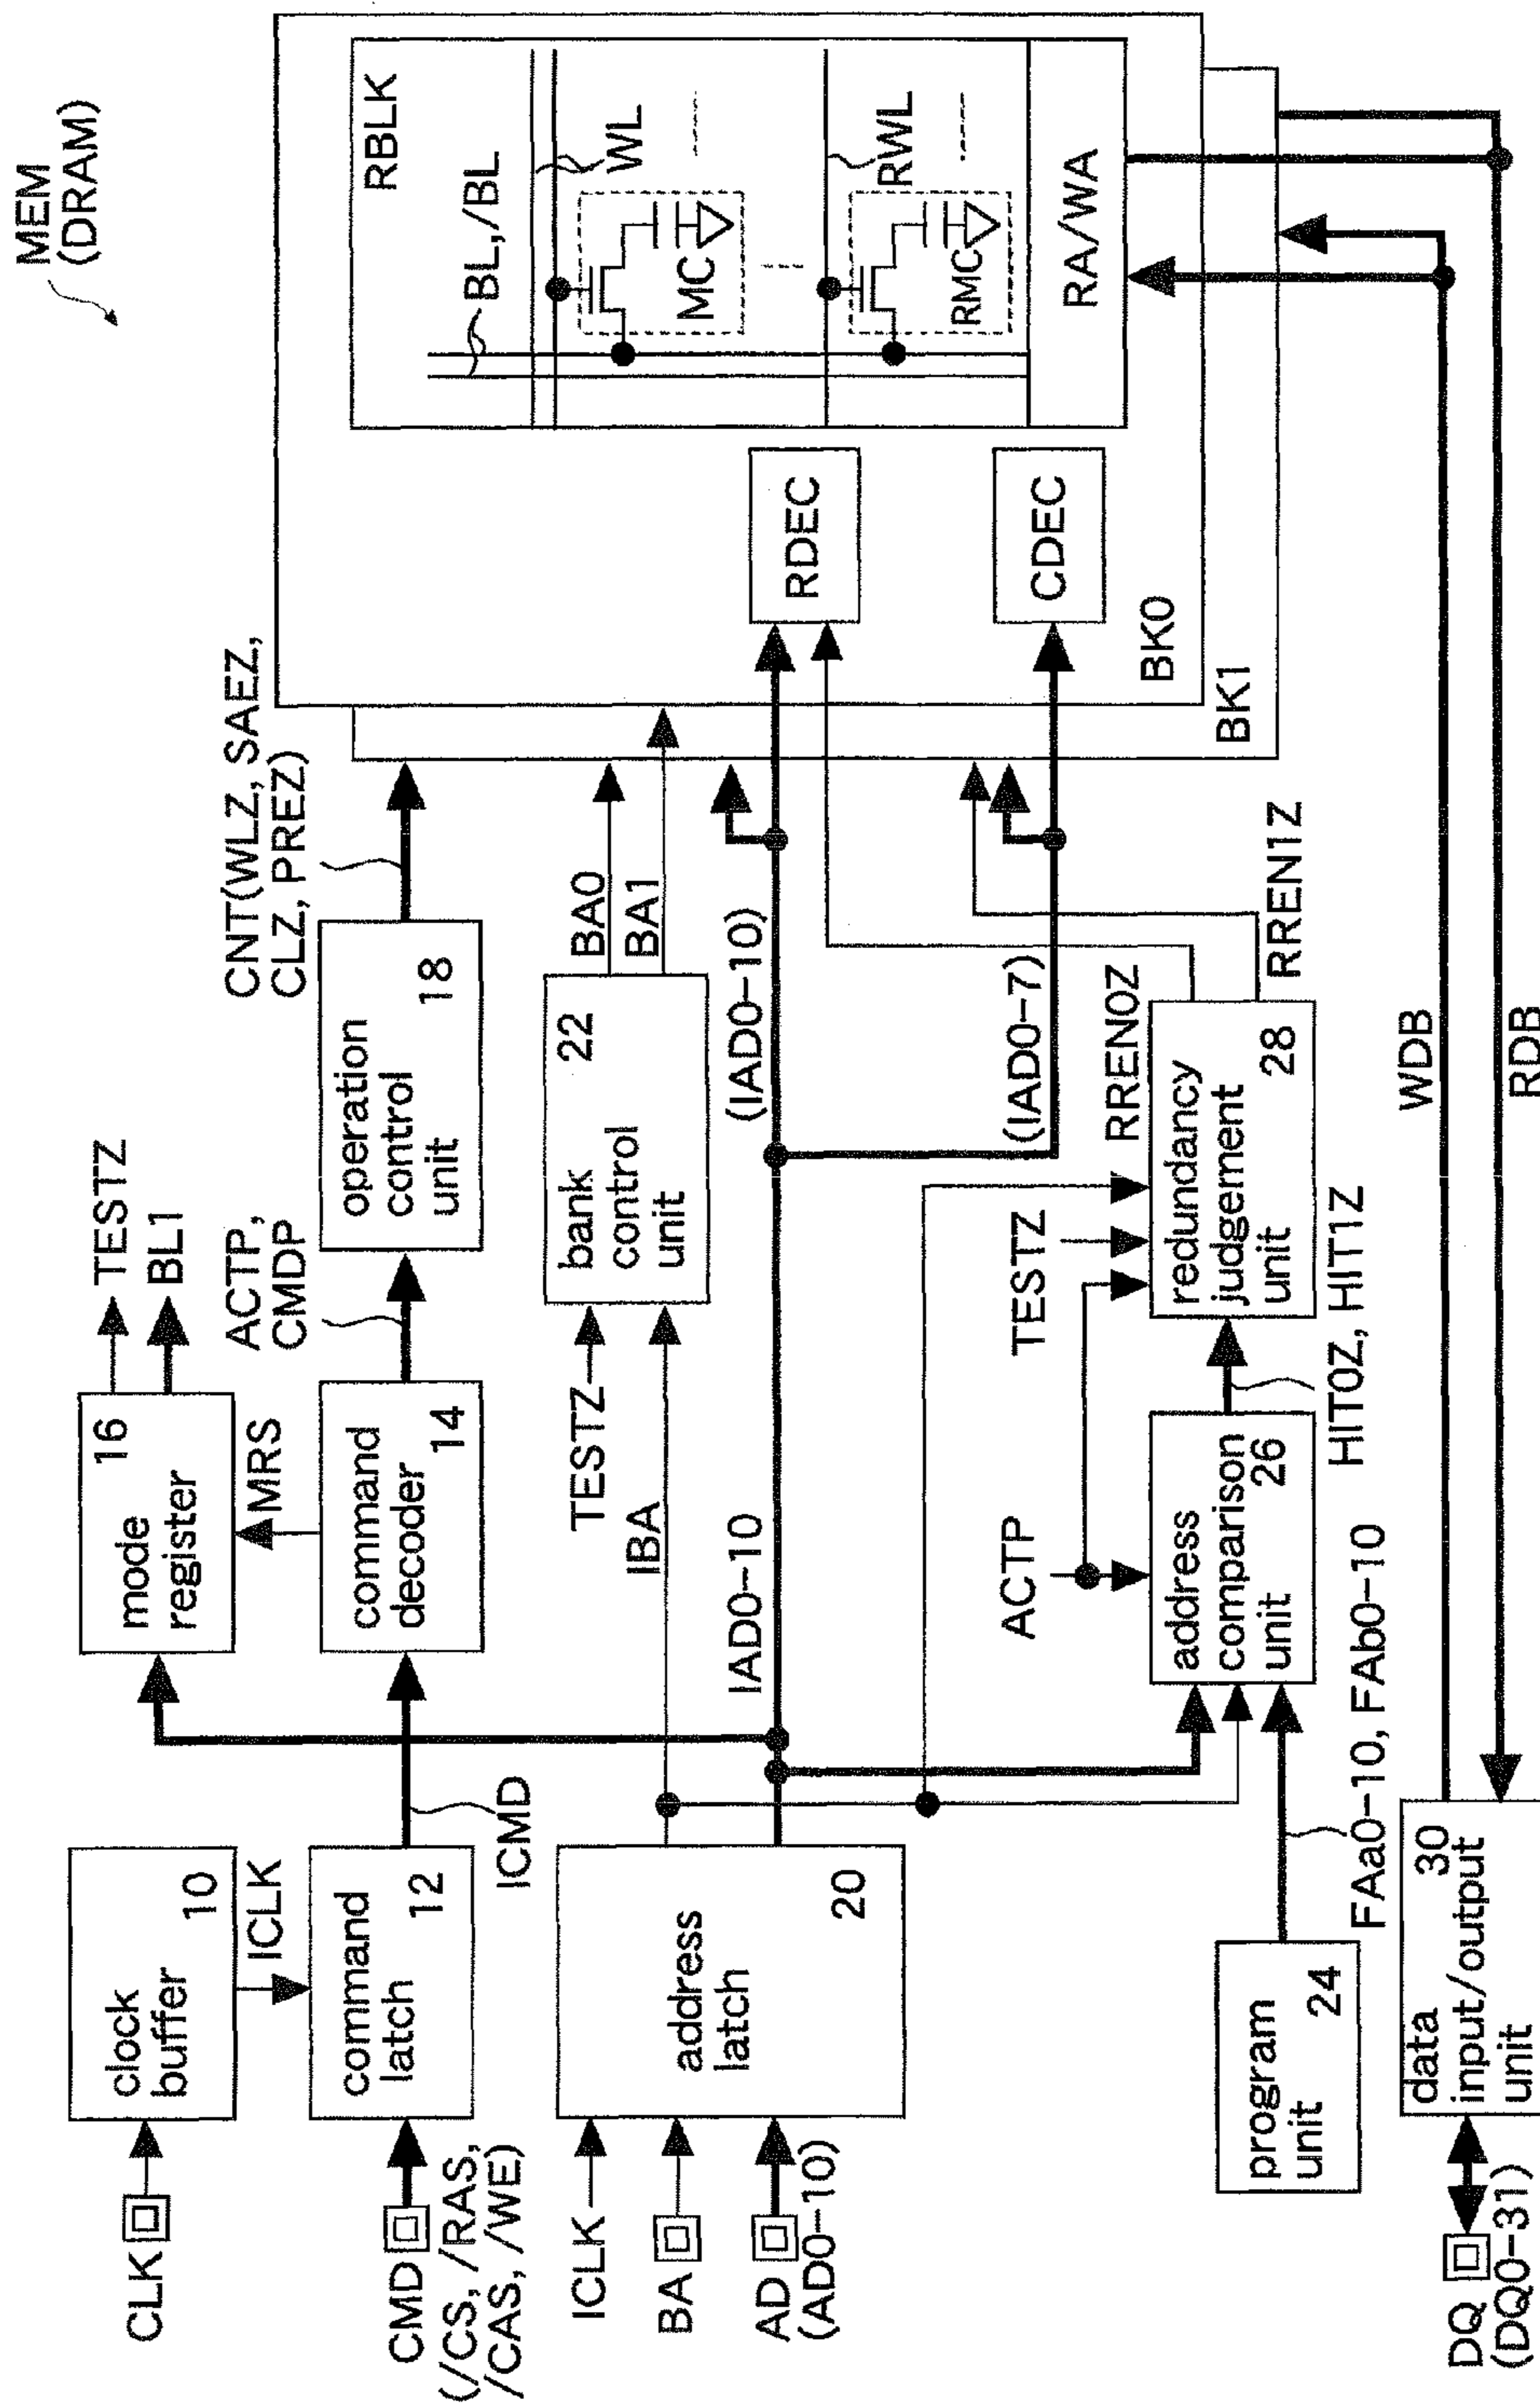 MEM
(DRAM)
CLK
clock
buffer
10
ICLK
CMD
(/CS, /RAS,
/CAS, /WE)
command
latch
12
ICMD
mode
register
16
MRS
TESTZ
BL1
command
decoder
14
ACTP,
CMDP
operation
control
unit
18
CNT(WLZ, SAEZ,
CLZ, PREZ)
ICLK
BA
AD
(AD0-10)
address
latch
20
TESTZ
IBA
bank
control
unit
22
BA0
BA1
IAD0-10
(IAD0-10)
(IAD0-7)
program
unit
24
FAa0-10, FAb0-10
ACTP
address
comparison
unit
26
HIT0Z, HIT1Z
TESTZ
redundancy
judgement
unit
28
RREN0Z
RREN1Z
RBLK
BL,/BL
WL
MC
RWL
RMC
RA/WA
RDEC
CDEC
BK0
BK1
DQ
(DQ0-31)
data
input/output
unit
30
WDB
RDB